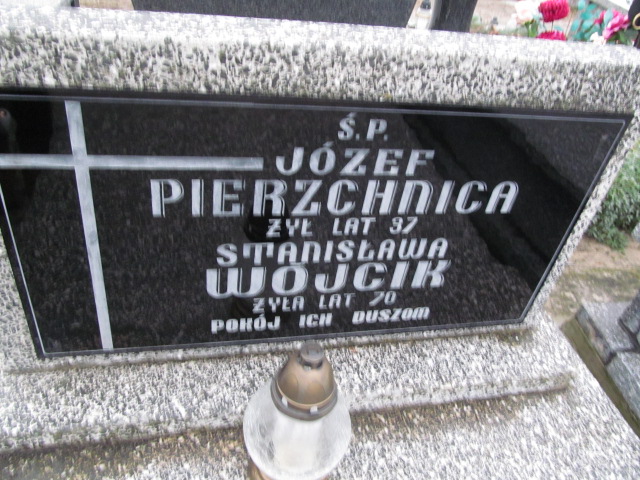 Ś.P.
JÓZEF
PIERZCHNICA
ŻYŁ LAT 37
STANISŁAWA
WÓJCIK
ŻYŁA LAT 70
POKÓJ ICH DUSZOM